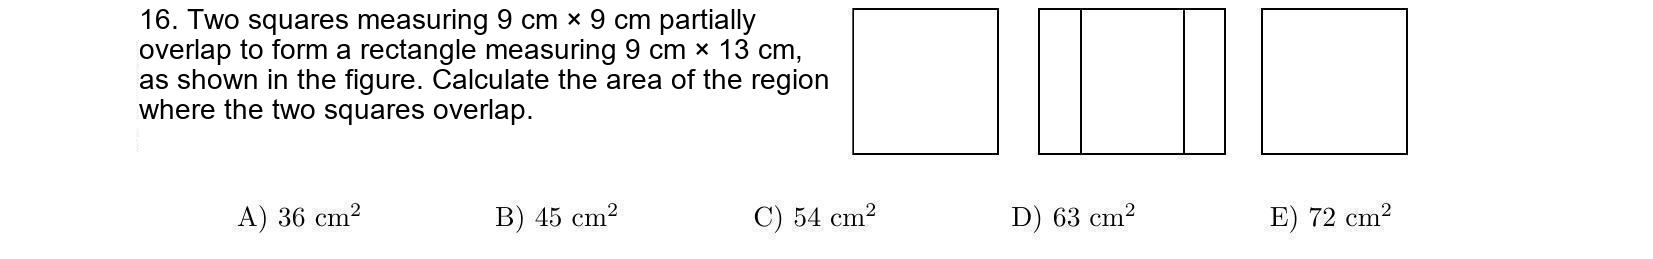 16. Two squares measuring 9 cm × 9 cm partially
overlap to form a rectangle measuring 9 cm × 13 cm,
as shown in the figure. Calculate the area of the region
where the two squares overlap.
A) 36 cm² B) 45 cm² C) 54 cm² D) 63 cm² E) 72 cm²